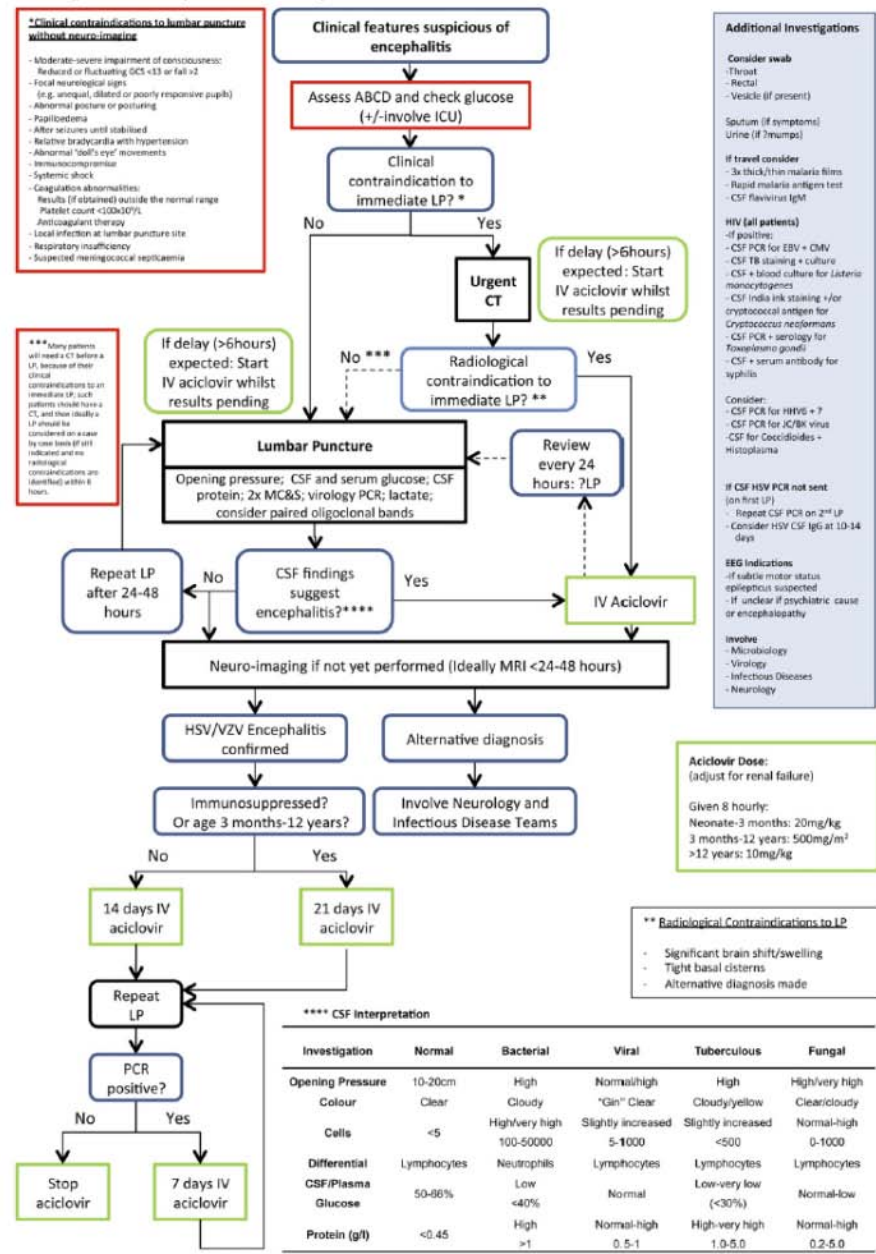 *Clinical contraindications to lumbar puncture
without neuro-imaging
- Moderate-severe impairment of consciousness:
Reduced or fluctuating GCS <13 or fall >2
- Focal neurological signs
(e.g. unequal, dilated or poorly responsive pupils)
- Abnormal posture or posturing
- Papilloedema
- After seizures until stabilised
- Relative bradycardia with hypertension
- Abnormal 'doll's eye' movements
- Immunocompromise
- Systemic shock
- Coagulation abnormalities:
Results (if obtained) outside the normal range
Platelet count <100x10⁹/L
Anticoagulant therapy
- Local infection at lumbar puncture site
- Respiratory insufficiency
- Suspected meningococcal septicaemia
Clinical features suspicious of
encephalitis
Assess ABCD and check glucose
(+/-involve ICU)
Clinical
contraindication to
immediate LP? *
No
Yes
Urgent
CT
If delay (>6hours)
expected: Start
IV aciclovir whilst
results pending
***Many patients
will need a CT before a
LP, because of their
clinical
contraindications to an
immediate LP; such
patients should have a
CT, and then ideally a
LP should be
considered on a case
by case basis (if still
indicated and no
radiological
contraindications are
identified) within 6
hours.
If delay (>6hours)
expected: Start
IV aciclovir whilst
results pending
No ***
Radiological
contraindication to
immediate LP? **
Yes
Lumbar Puncture
Opening pressure; CSF and serum glucose; CSF
protein; 2x MC&S; virology PCR; lactate;
consider paired oligoclonal bands
Review
every 24
hours: ?LP
Repeat LP
after 24-48
hours
No
CSF findings
suggest
encephalitis?****
Yes
IV Aciclovir
Neuro-imaging if not yet performed (Ideally MRI <24-48 hours)
HSV/VZV Encephalitis
confirmed
Alternative diagnosis
Immunosuppressed?
Or age 3 months-12 years?
Involve Neurology and
Infectious Disease Teams
No
Yes
14 days IV
aciclovir
21 days IV
aciclovir
Repeat
LP
PCR
positive?
No
Yes
Stop
aciclovir
7 days IV
aciclovir
Additional Investigations
Consider swab
-Throat
- Rectal
- Vesicle (if present)
Sputum (if symptoms)
Urine (if ?mumps)
If travel consider
- 3x thick/thin malaria films
- Rapid malaria antigen test
- CSF flavivirus IgM
HIV (all patients)
-If positive:
- CSF PCR for EBV + CMV
- CSF TB staining + culture
- CSF + blood culture for Listeria
monocytogenes
- CSF India ink staining +/or
cryptococcal antigen for
Cryptococcus neoformans
- CSF PCR + serology for
Toxoplasma gondii
- CSF + serum antibody for
syphilis
Consider:
- CSF PCR for HHV6 + 7
- CSF PCR for JC/BK virus
-CSF for Coccidioides +
Histoplasma
If CSF HSV PCR not sent
(on first LP)
- Repeat CSF PCR on 2nd LP
- Consider HSV CSF IgG at 10-14
days
EEG Indications
-If subtle motor status
epilepticus suspected
- If unclear if psychiatric cause
or encephalopathy
Involve
- Microbiology
- Virology
- Infectious Diseases
- Neurology
Aciclovir Dose:
(adjust for renal failure)
Given 8 hourly:
Neonate-3 months: 20mg/kg
3 months-12 years: 500mg/m²
>12 years: 10mg/kg
** Radiological Contraindications to LP
- Significant brain shift/swelling
- Tight basal cisterns
- Alternative diagnosis made
**** CSF Interpretation
Investigation Normal Bacterial Viral Tuberculous Fungal
Opening Pressure 10-20cm High Normal/high High High/very high
Colour Clear Cloudy "Gin" Clear Cloudy/yellow Clear/cloudy
Cells <5 High/very high 100-50000 Slightly increased 5-1000 Slightly increased <500 Normal-high 0-1000
Differential Lymphocytes Neutrophils Lymphocytes Lymphocytes Lymphocytes
CSF/Plasma Glucose 50-66% Low <40% Normal Low-very low (<30%) Normal-low
Protein (g/l) <0.45 High >1 Normal-high 0.5-1 High-very high 1.0-5.0 Normal-high 0.2-5.0